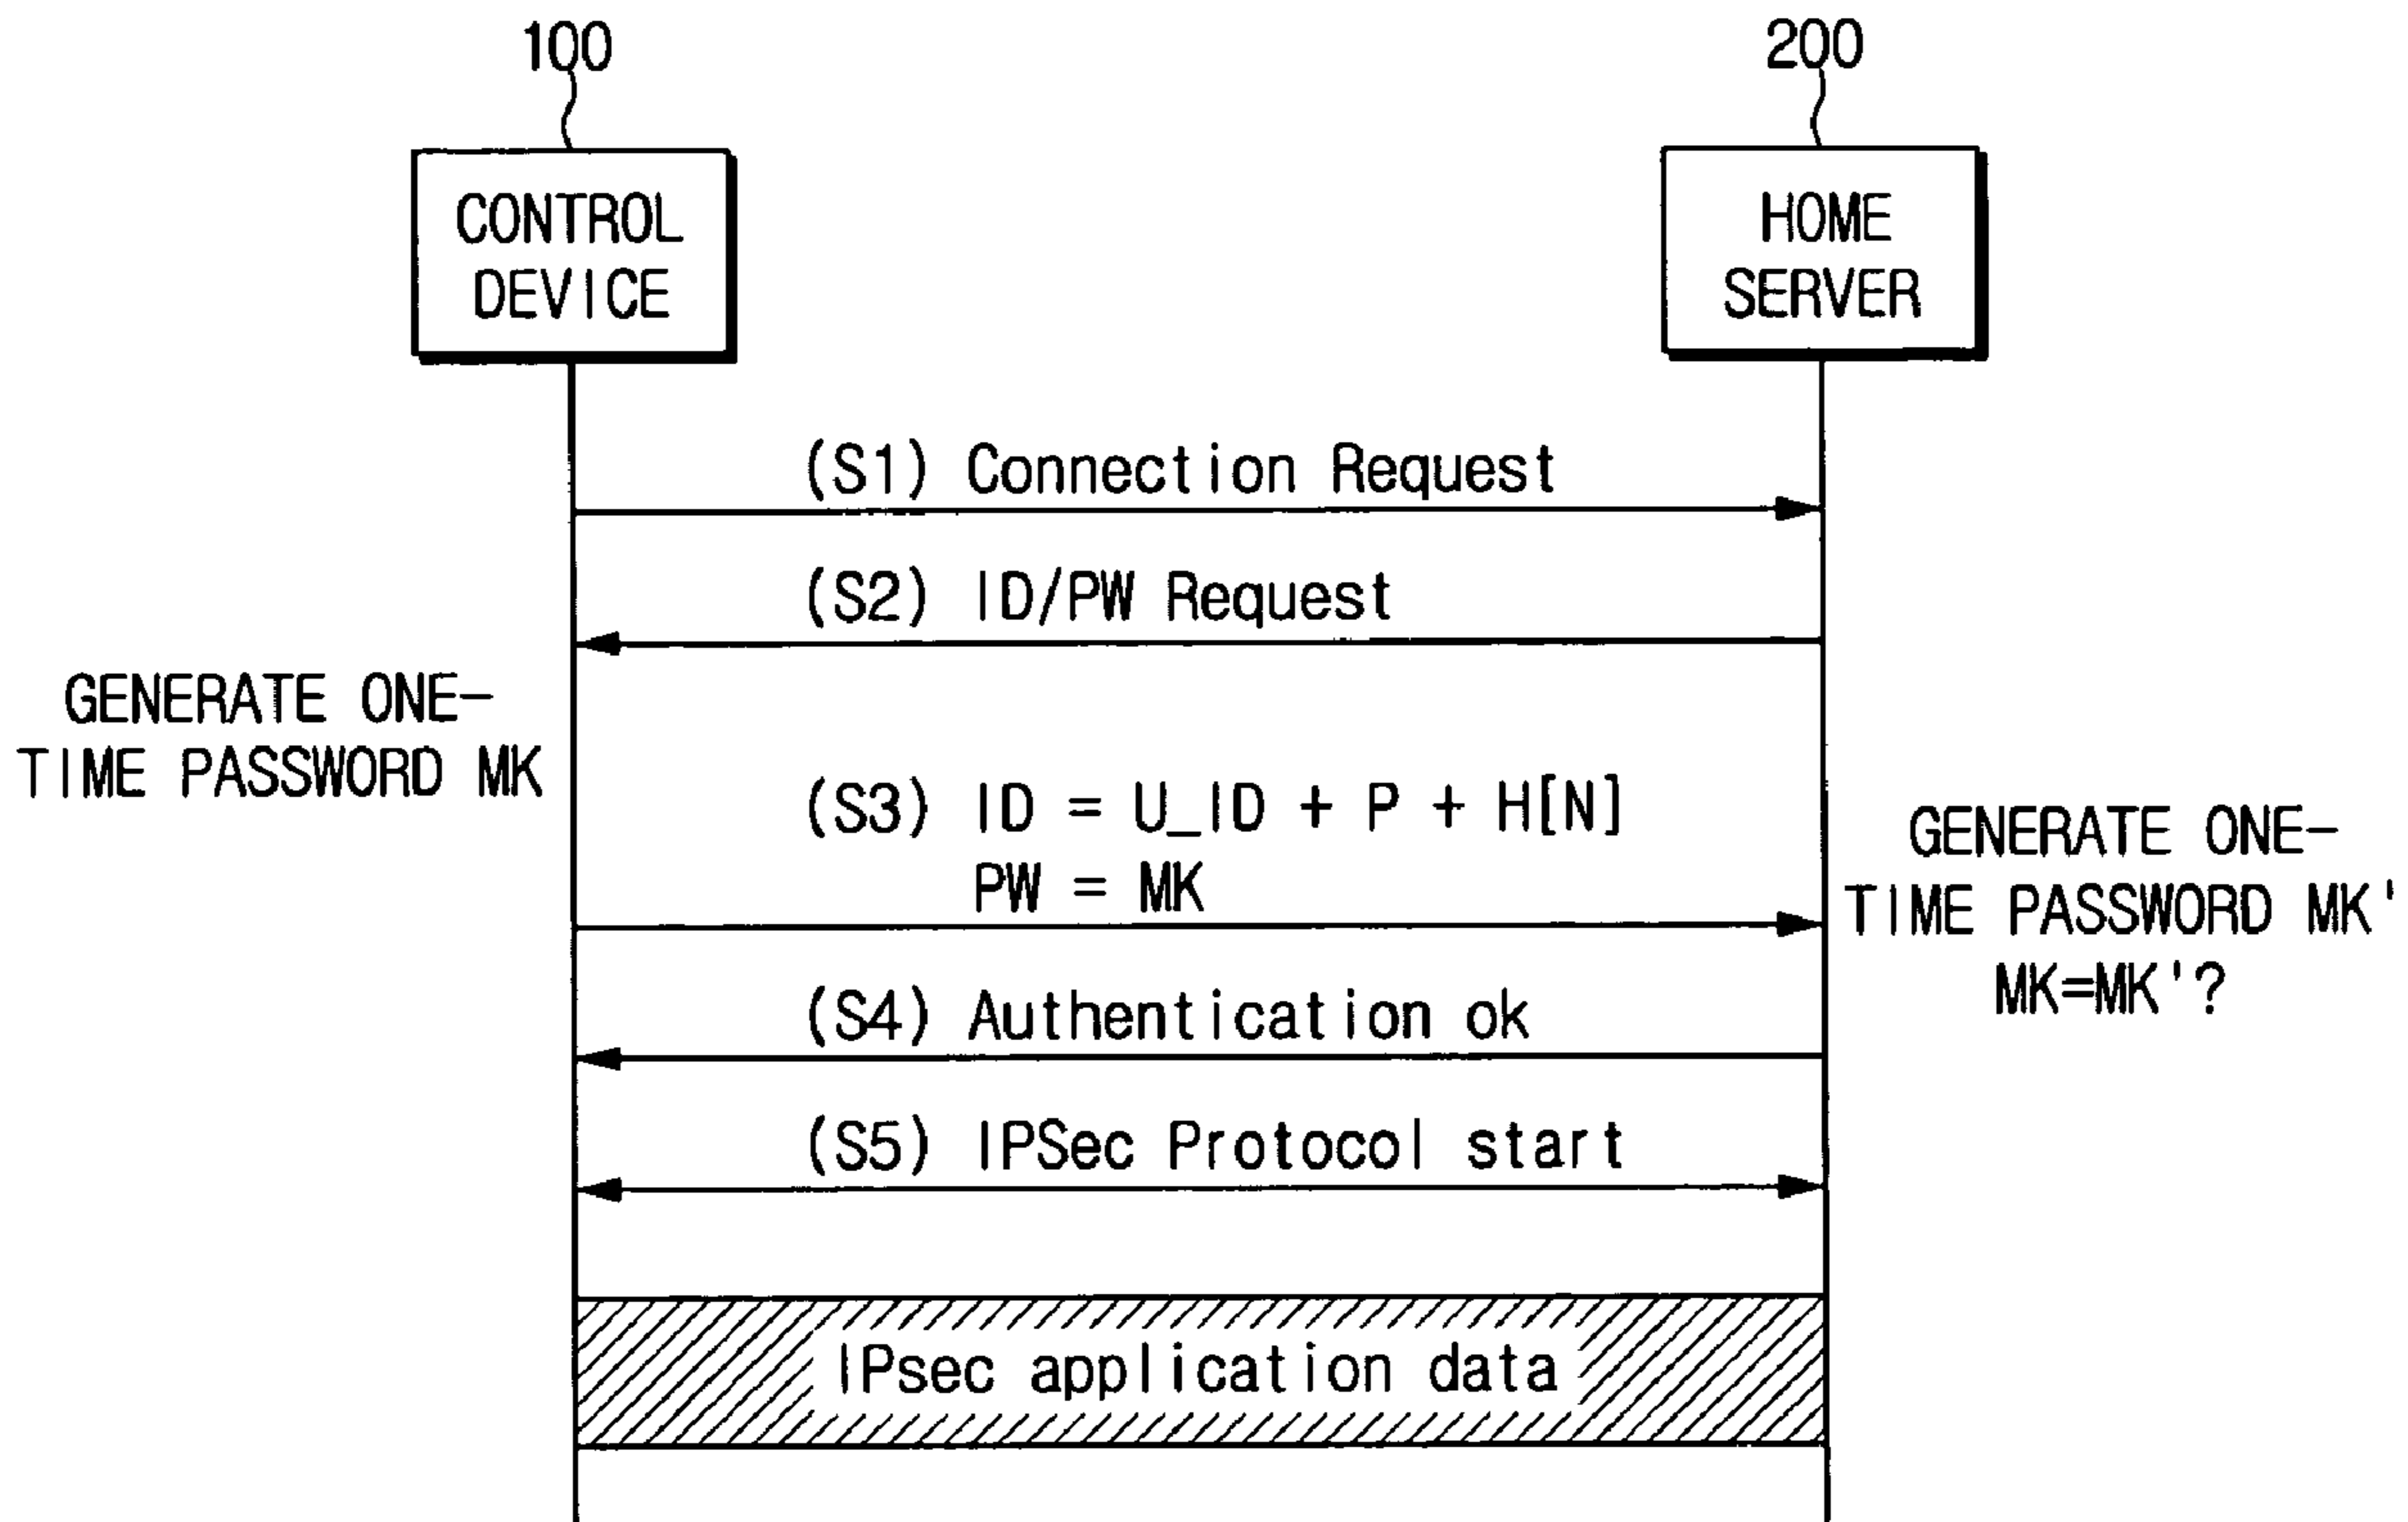 100
200
CONTROL
DEVICE
HOME
SERVER
(S1) Connection Request
(S2) ID/PW Request
GENERATE ONE-
TIME PASSWORD MK
(S3) ID = U_ID + P + H[N]
PW = MK
GENERATE ONE-
TIME PASSWORD MK'
MK=MK'?
(S4) Authentication ok
(S5) IPSec Protocol start
IPsec application data